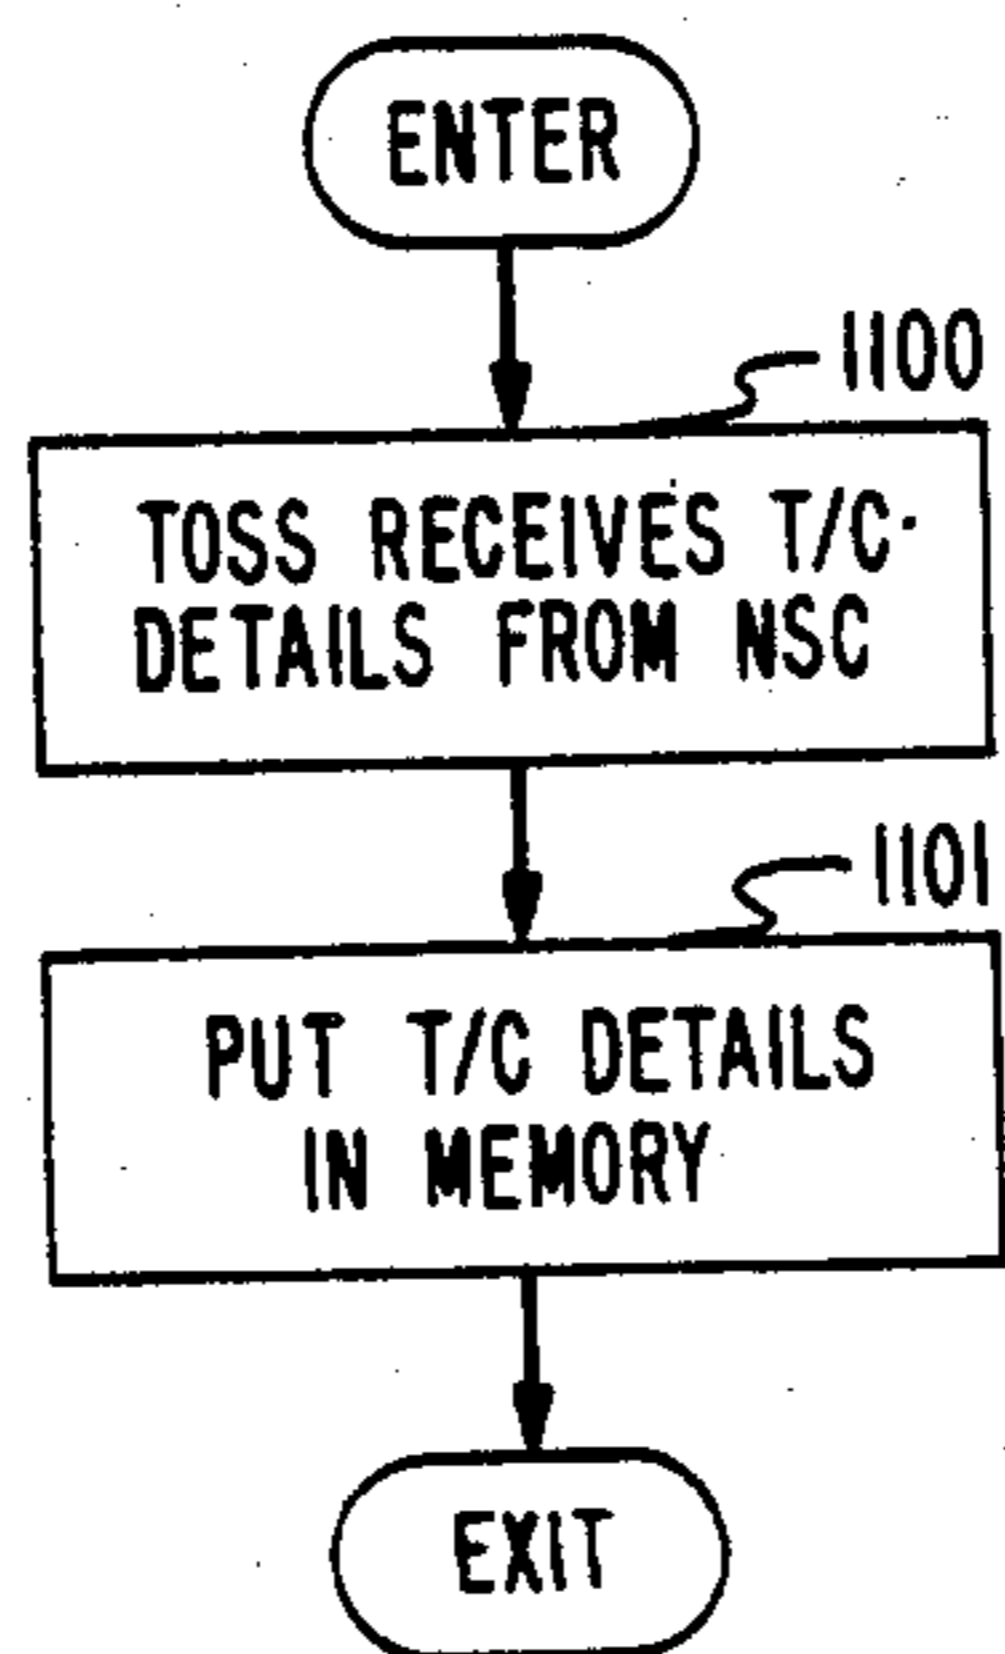 ENTER
1100
TOSS RECEIVES T/C
DETAILS FROM NSC
1101
PUT T/C DETAILS
IN MEMORY
EXIT